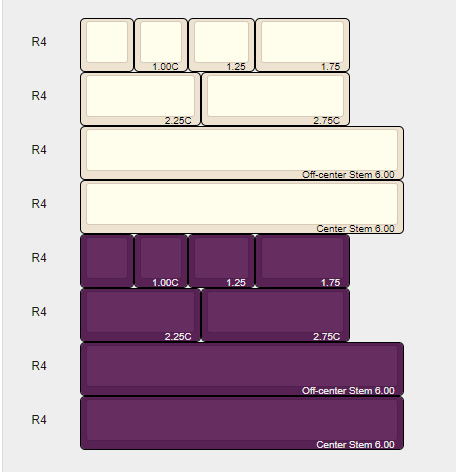 R4 1.00C 1.25 1.75
R4 2.25C 2.75C
R4 Off-center Stem 6.00
R4 Center Stem 6.00
R4 1.00C 1.25 1.75
R4 2.25C 2.75C
R4 Off-center Stem 6.00
R4 Center Stem 6.00